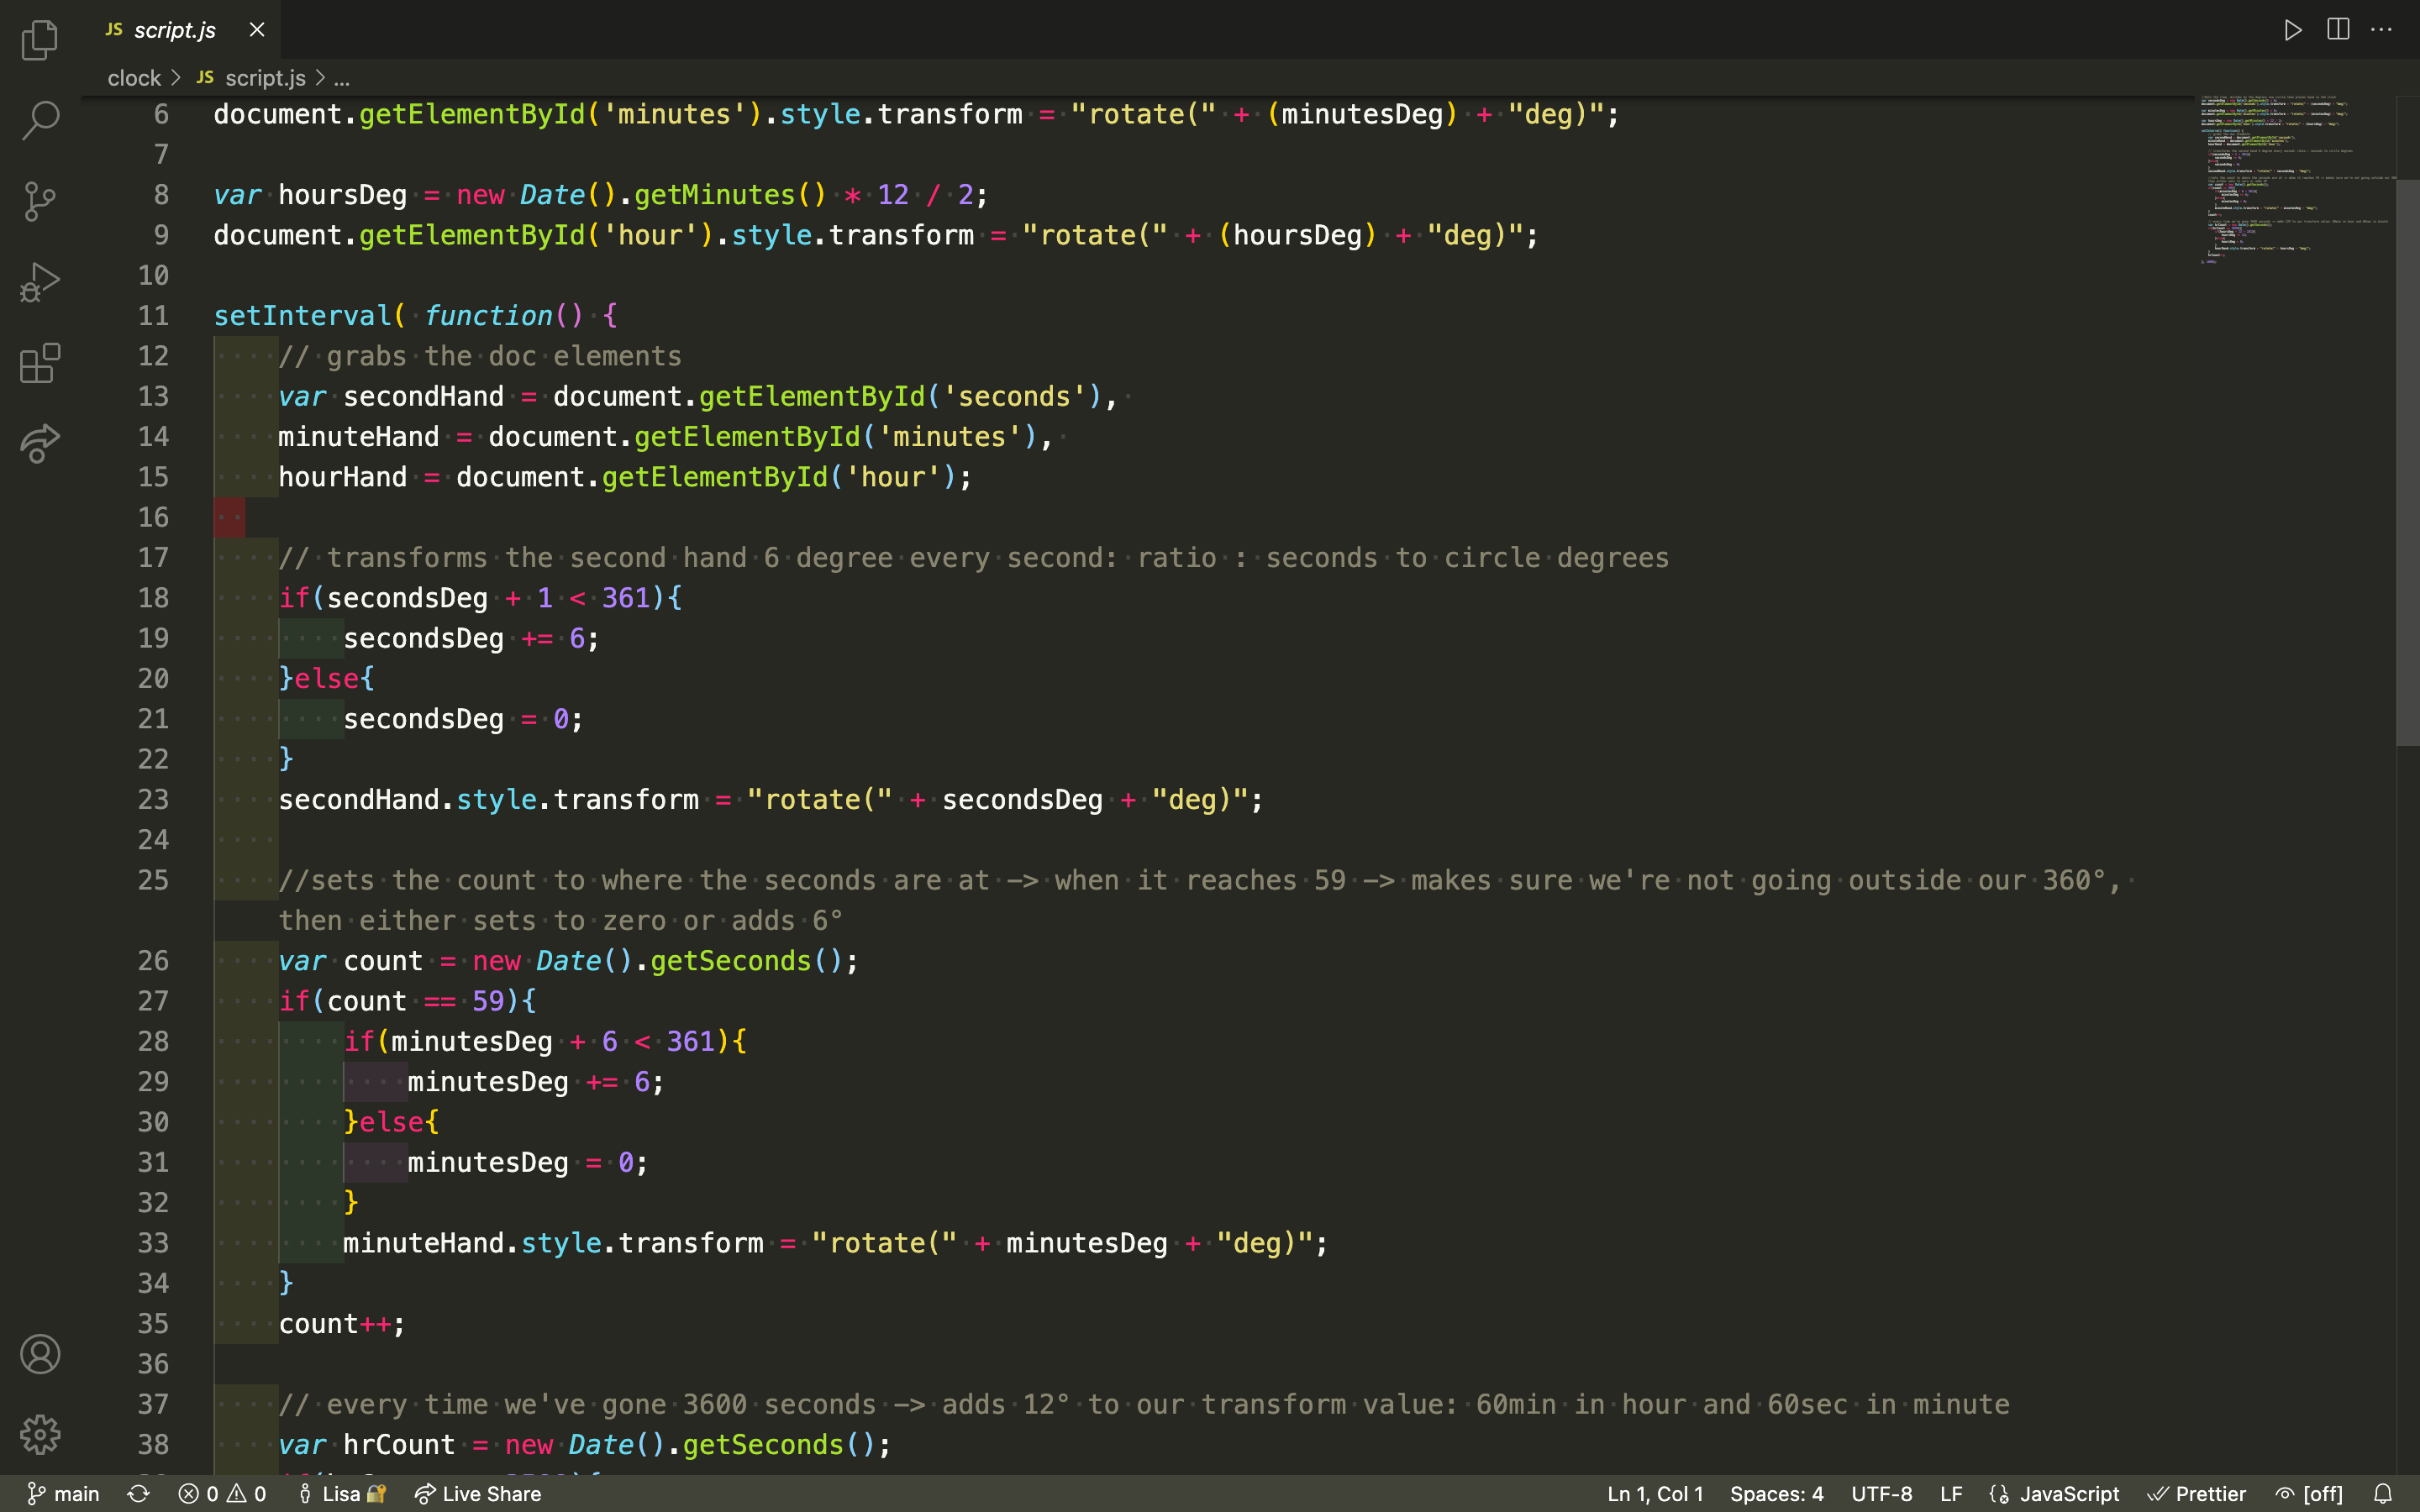 JS script.js
clock > JS script.js > ...
6 document.getElementById('minutes').style.transform = "rotate(" + (minutesDeg) + "deg)";
7
8 var hoursDeg = new Date().getMinutes() * 12 / 2;
9 document.getElementById('hour').style.transform = "rotate(" + (hoursDeg) + "deg)";
10
11 setInterval( function() {
12 // grabs the doc elements
13 var secondHand = document.getElementById('seconds'),
14 minuteHand = document.getElementById('minutes'),
15 hourHand = document.getElementById('hour');
16
17 // transforms the second hand 6 degree every second: ratio : seconds to circle degrees
18 if(secondsDeg + 1 < 361){
19 secondsDeg += 6;
20 }else{
21 secondsDeg = 0;
22 }
23 secondHand.style.transform = "rotate(" + secondsDeg + "deg)";
24
25 //sets the count to where the seconds are at —> when it reaches 59 —> makes sure we're not going outside our 360°,
then either sets to zero or adds 6°
26 var count = new Date().getSeconds();
27 if(count == 59){
28 if(minutesDeg + 6 < 361){
29 minutesDeg += 6;
30 }else{
31 minutesDeg = 0;
32 }
33 minuteHand.style.transform = "rotate(" + minutesDeg + "deg)";
34 }
35 count++;
36
37 // every time we've gone 3600 seconds —> adds 12° to our transform value: 60min in hour and 60sec in minute
38 var hrCount = new Date().getSeconds();
main 0 0 Lisa Live Share Ln 1, Col 1 Spaces: 4 UTF-8 LF JavaScript Prettier [off]